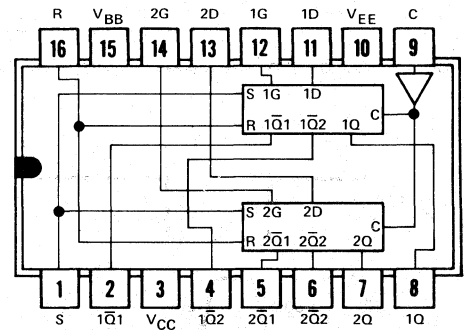 R V_BB 2G 2D 1G 1D V_EE C
16 15 14 13 12 11 10 9
S 1G 1D
C
R 1Q̅1 1Q̅2 1Q
S 2G 2D
C
R 2Q̅1 2Q̅2 2Q
1 2 3 4 5 6 7 8
S 1Q̅1 V_CC 1Q̅2 2Q̅1 2Q̅2 2Q 1Q